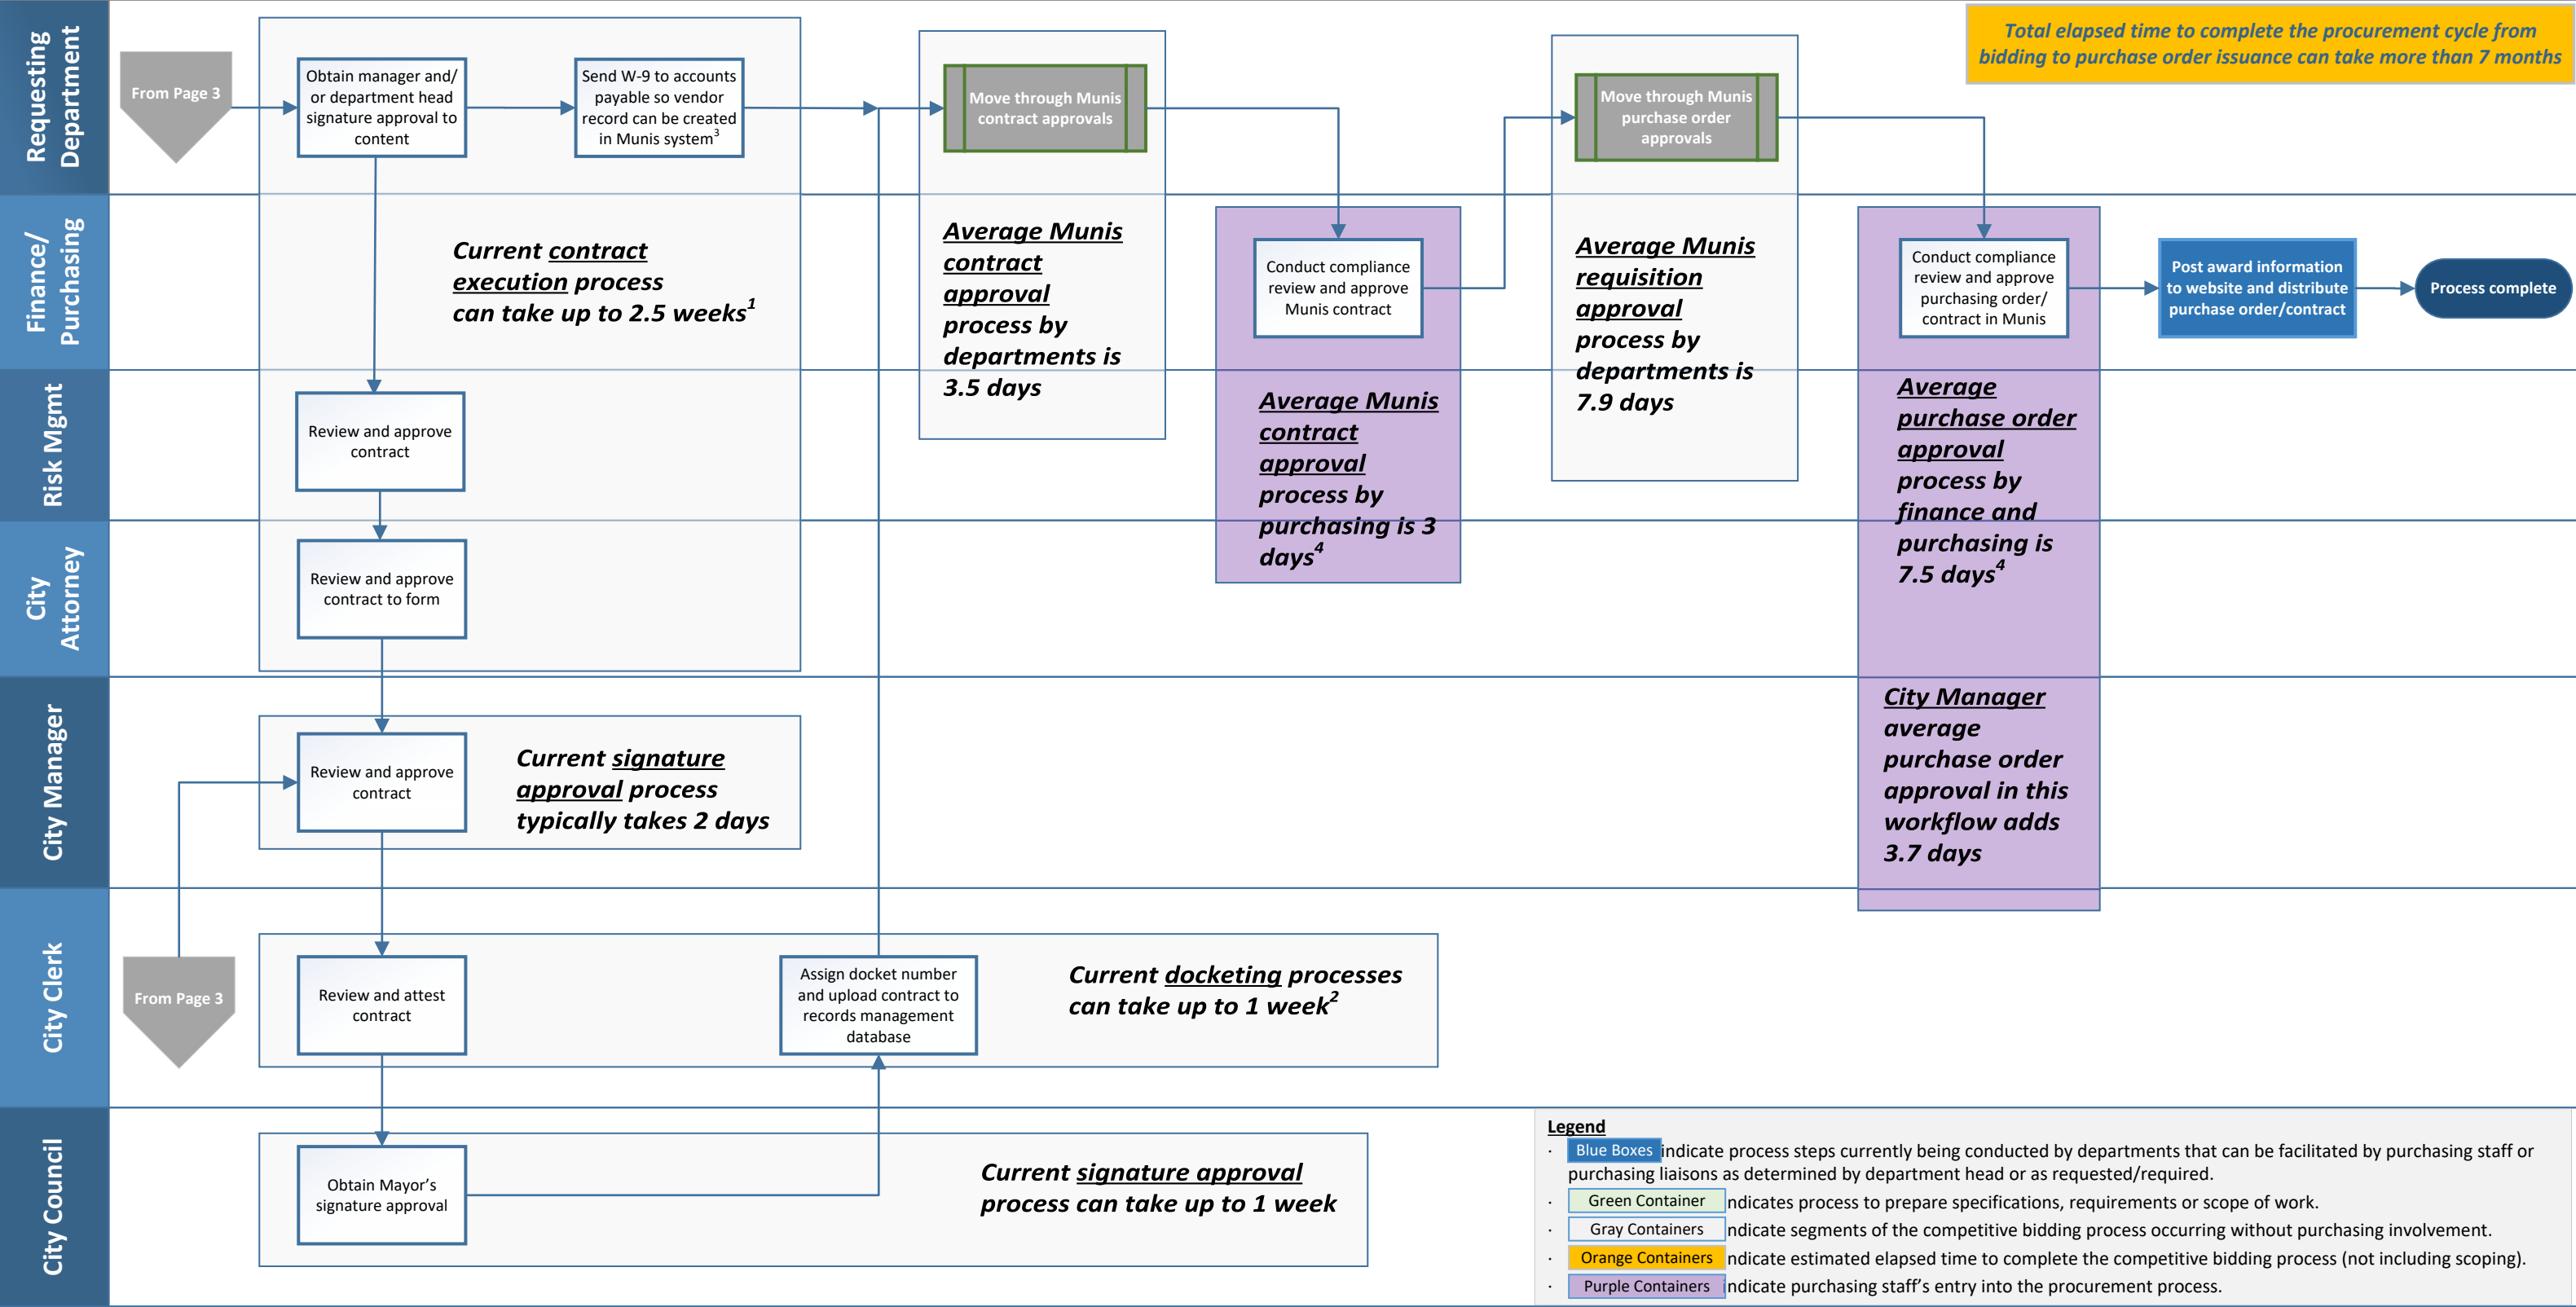 Requesting
Department
From Page 3
Obtain manager and/
or department head
signature approval to
content
Send W-9 to accounts
payable so vendor
record can be created
in Munis system3
Move through Munis
contract approvals
Move through Munis
purchase order
approvals
Total elapsed time to complete the procurement cycle from
bidding to purchase order issuance can take more than 7 months
Finance/
Purchasing
Current contract
execution process
can take up to 2.5 weeks1
Average Munis
contract
approval
process by
departments is
3.5 days
Conduct compliance
review and approve
Munis contract
Average Munis
requisition
approval
process by
departments is
7.9 days
Conduct compliance
review and approve
purchasing order/
contract in Munis
Post award information
to website and distribute
purchase order/contract
Process complete
Risk Mgmt
Review and approve
contract
Average Munis
contract
approval
process by
purchasing is 3
days4
Average
purchase order
approval
process by
finance and
purchasing is
7.5 days4
City
Attorney
Review and approve
contract to form
City Manager
Review and approve
contract
Current signature
approval process
typically takes 2 days
City Manager
average
purchase order
approval in this
workflow adds
3.7 days
City Clerk
From Page 3
Review and attest
contract
Assign docket number
and upload contract to
records management
database
Current docketing processes
can take up to 1 week2
City Council
Obtain Mayor's
signature approval
Current signature approval
process can take up to 1 week
Legend
· Blue Boxes indicate process steps currently being conducted by departments that can be facilitated by purchasing staff or
purchasing liaisons as determined by department head or as requested/required.
· Green Container ndicates process to prepare specifications, requirements or scope of work.
· Gray Containers ndicate segments of the competitive bidding process occurring without purchasing involvement.
· Orange Containers ndicate estimated elapsed time to complete the competitive bidding process (not including scoping).
· Purple Containers indicate purchasing staff's entry into the procurement process.